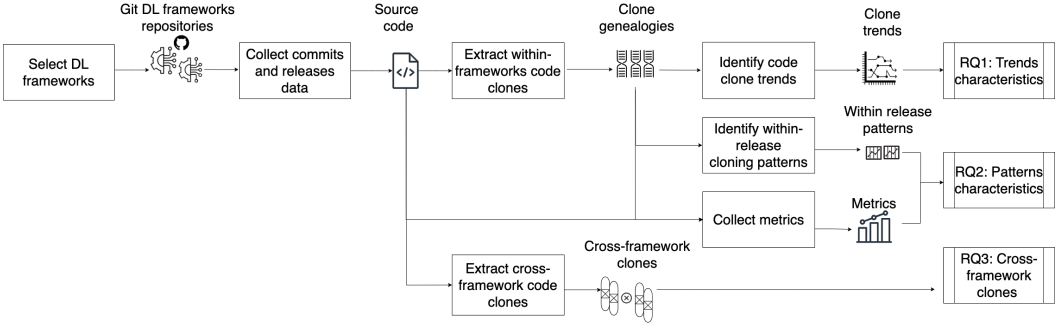 Git DL frameworks
repositories
Source
code
Clone
genealogies
Clone
trends
Select DL
frameworks
Collect commits
and releases
data
</>
Extract within-
frameworks code
clones
Identify code
clone trends
RQ1: Trends
characteristics
Within release
patterns
Identify within-
release
cloning patterns
RQ2: Patterns
characteristics
Metrics
Collect metrics
Cross-framework
clones
Extract cross-
framework code
clones
RQ3: Cross-
framework
clones